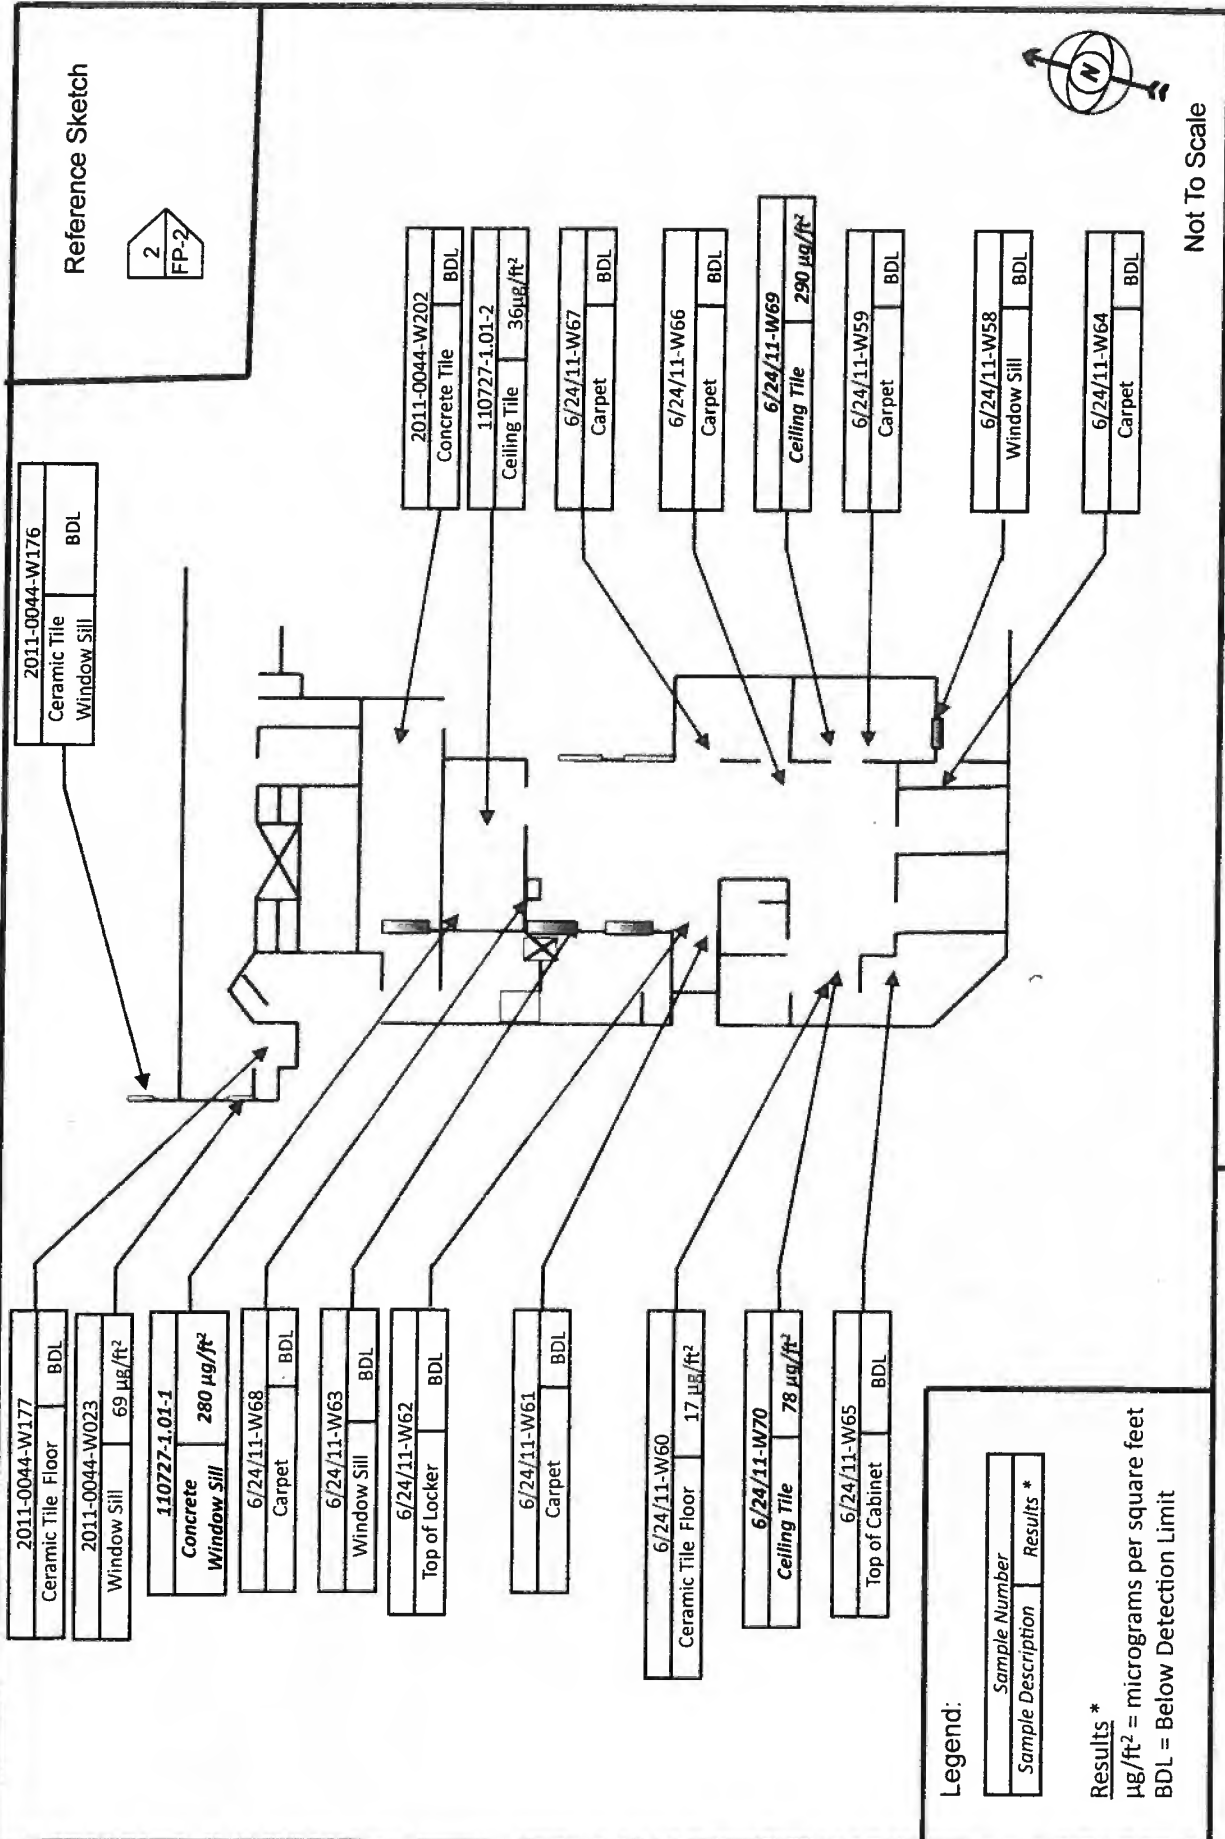 Reference Sketch
2
FP-2
2011-0044-W176
Ceramic Tile
Window Sill
BDL
2011-0044-W202
Concrete Tile
BDL
110727-1.01-2
Ceiling Tile
36µg/ft²
6/24/11-W67
Carpet
BDL
6/24/11-W66
Carpet
BDL
6/24/11-W69
Ceiling Tile
290 µg/ft²
6/24/11-W59
Carpet
BDL
6/24/11-W58
Window Sill
BDL
6/24/11-W64
Carpet
BDL
N
Not To Scale
2011-0044-W177
Ceramic Tile Floor
BDL
2011-0044-W023
Window Sill
69 µg/ft²
110727-1.01-1
Concrete
Window Sill
280 µg/ft²
6/24/11-W68
Carpet
BDL
6/24/11-W63
Window Sill
BDL
6/24/11-W62
Top of Locker
BDL
6/24/11-W61
Carpet
BDL
6/24/11-W60
Ceramic Tile Floor
17 µg/ft²
6/24/11-W70
Ceiling Tile
78 µg/ft²
6/24/11-W65
Top of Cabinet
BDL
Legend:
Sample Number
Sample Description
Results *
Results *
µg/ft² = micrograms per square feet
BDL = Below Detection Limit